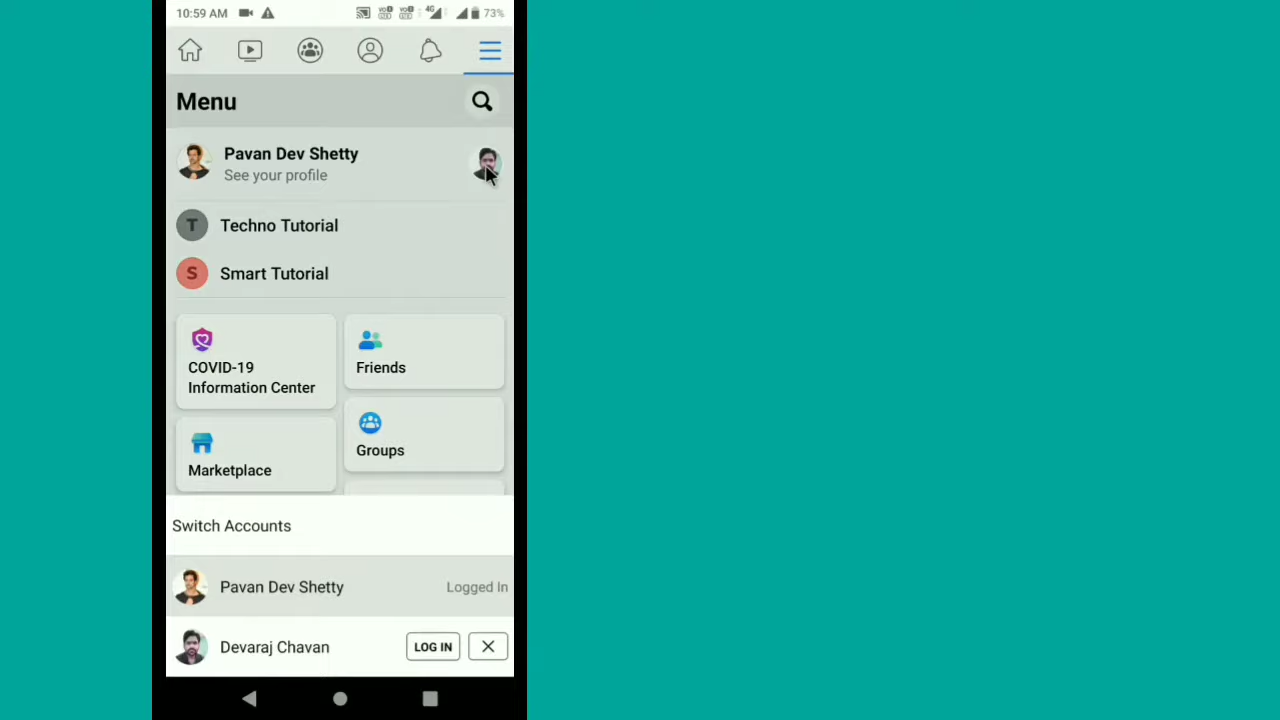 10:59 AM
4G
73%
Menu
Pavan Dev Shetty
See your profile
T
Techno Tutorial
S
Smart Tutorial
COVID-19
Information Center
Friends
Groups
Marketplace
Switch Accounts
Pavan Dev Shetty
Logged In
Devaraj Chavan
LOG IN